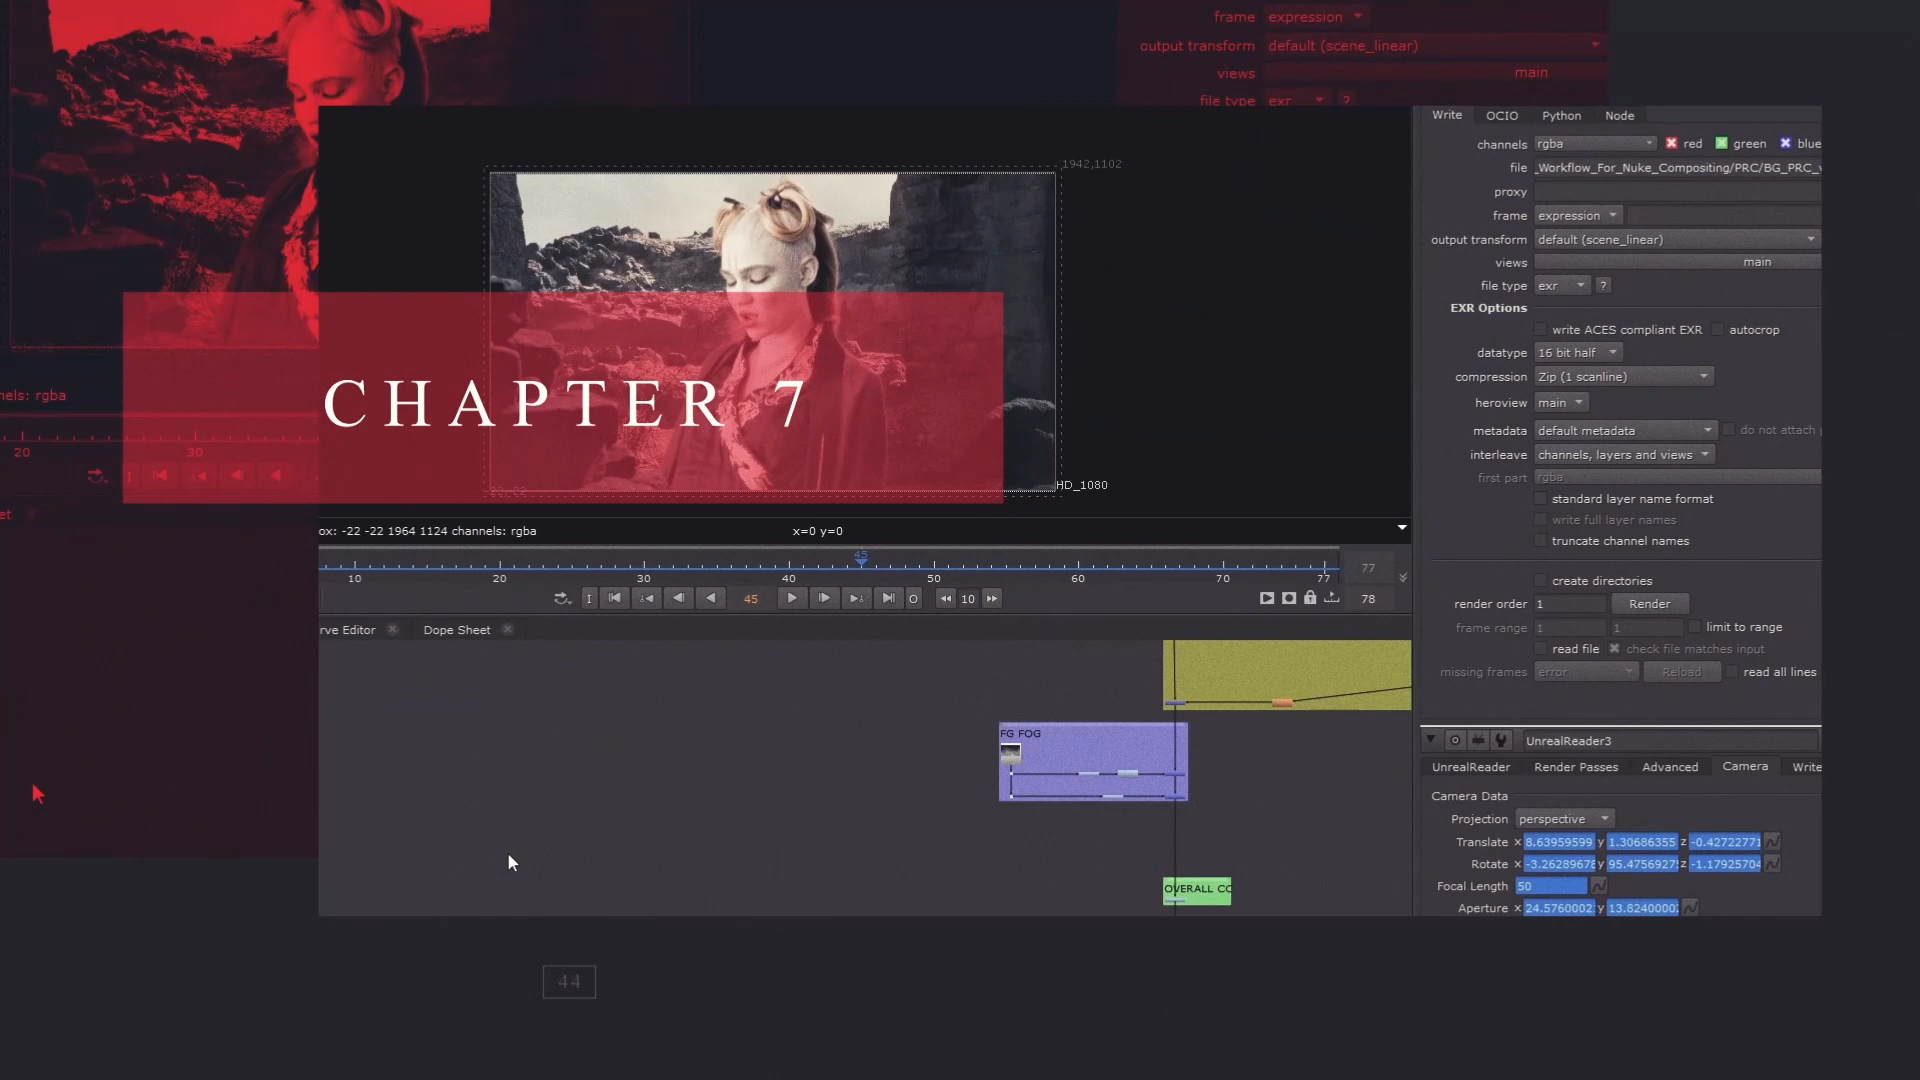 frame expression
output transform default (scene_linear)
views main
file type exr ?
Write OCIO Python Node
channels rgba red green blue
file _Workflow_For_Nuke_Compositing/PRC/BG_PRC_
proxy
frame expression
output transform default (scene_linear)
views main
file type exr ?
EXR Options
write ACES compliant EXR autocrop
datatype 16 bit half
compression Zip (1 scanline)
heroview main
metadata default metadata do not attach
interleave channels, layers and views
first part rgba
standard layer name format
write full layer names
truncate channel names
create directories
render order 1 Render
frame range 1 1 limit to range
read file check file matches input
missing frames error Reload read all lines
UnrealReader3
UnrealReader Render Passes Advanced Camera Write
Camera Data
Projection perspective
Translate x 8.63959599 y 1.30686355 z -0.42722771
Rotate x -3.26289678 y 95.4756927 z -1.17925704
Focal Length 50
Aperture x 24.5760002 y 13.8240000
1942,1102
CHAPTER 7
HD_1080
nels: rgba
20 30
et
ox: -22 -22 1964 1124 channels: rgba x=0 y=0
45
10 20 30 40 50 60 70 77 77
I 45 O 10 78
rve Editor Dope Sheet
FG FOG
OVERALL CC
44